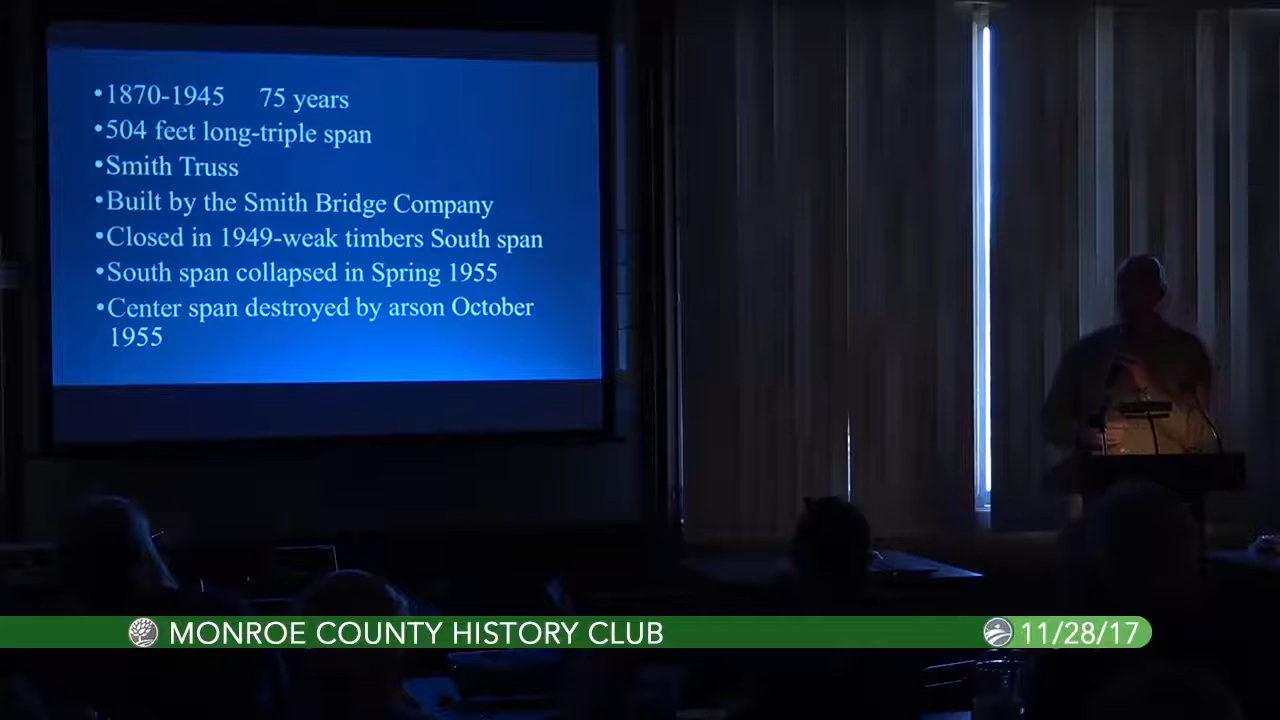 •1870-1945 75 years
•504 feet long-triple span
•Smith Truss
•Built by the Smith Bridge Company
•Closed in 1949-weak timbers South span
•South span collapsed in Spring 1955
•Center span destroyed by arson October
1955
MONROE COUNTY HISTORY CLUB
11/28/17